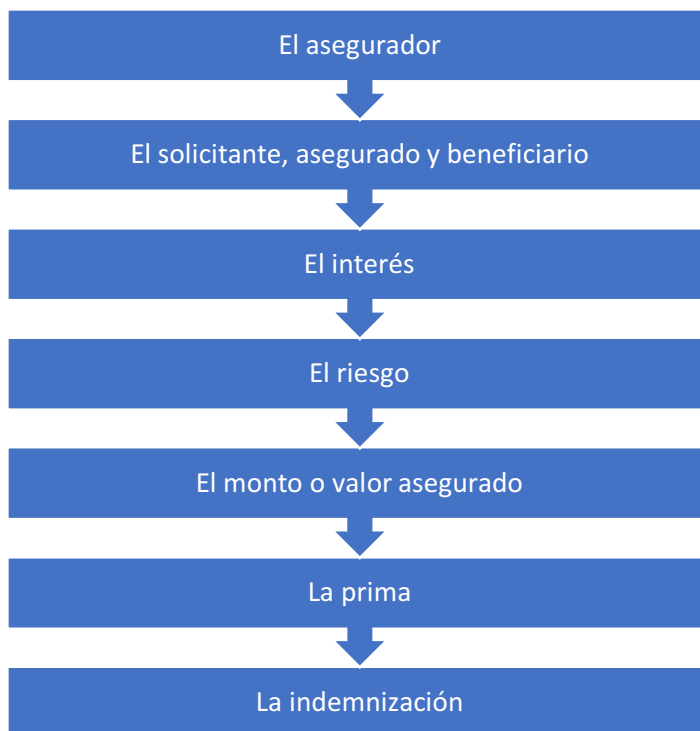 El asegurador
El solicitante, asegurado y beneficiario
El interés
El riesgo
El monto o valor asegurado
La prima
La indemnización